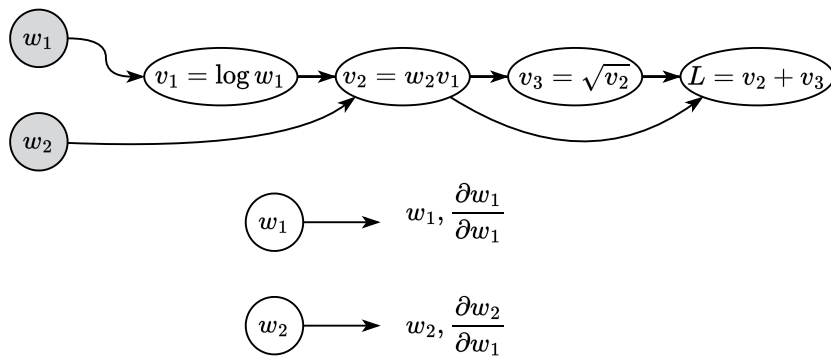 w₁
v₁ = log w₁
v₂ = w₂v₁
v₃ = √v₂
L = v₂ + v₃
w₂
w₁ w₁, ∂w₁/∂w₁
w₂ w₂, ∂w₂/∂w₁